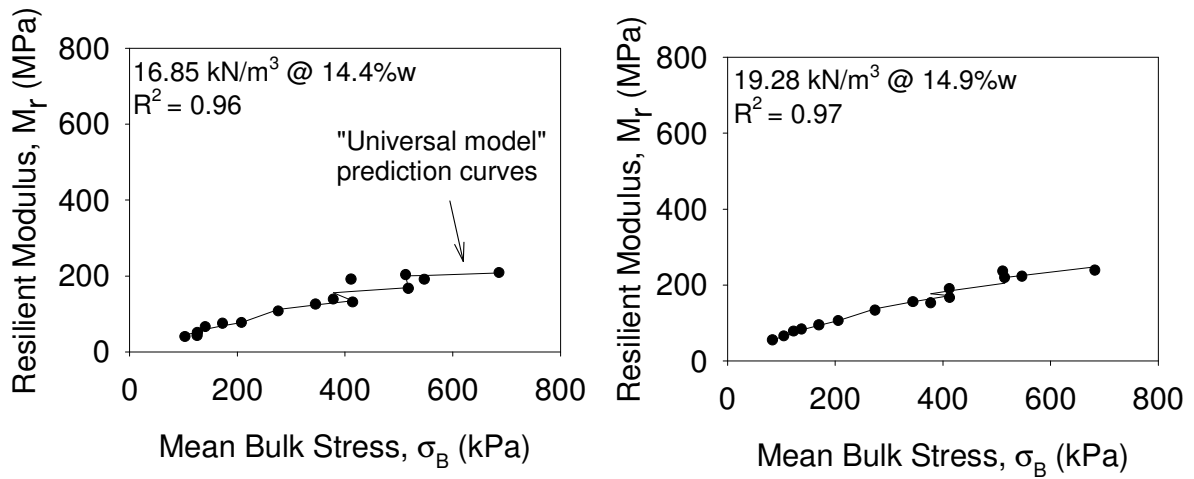 Resilient Modulus, Mr (MPa)
800
600
400
200
0
16.85 kN/m³ @ 14.4%w
R² = 0.96
"Universal model"
prediction curves
0 200 400 600 800
Mean Bulk Stress, σB (kPa)
Resilient Modulus, Mr (MPa)
800
600
400
200
0
19.28 kN/m³ @ 14.9%w
R² = 0.97
0 200 400 600 800
Mean Bulk Stress, σB (kPa)